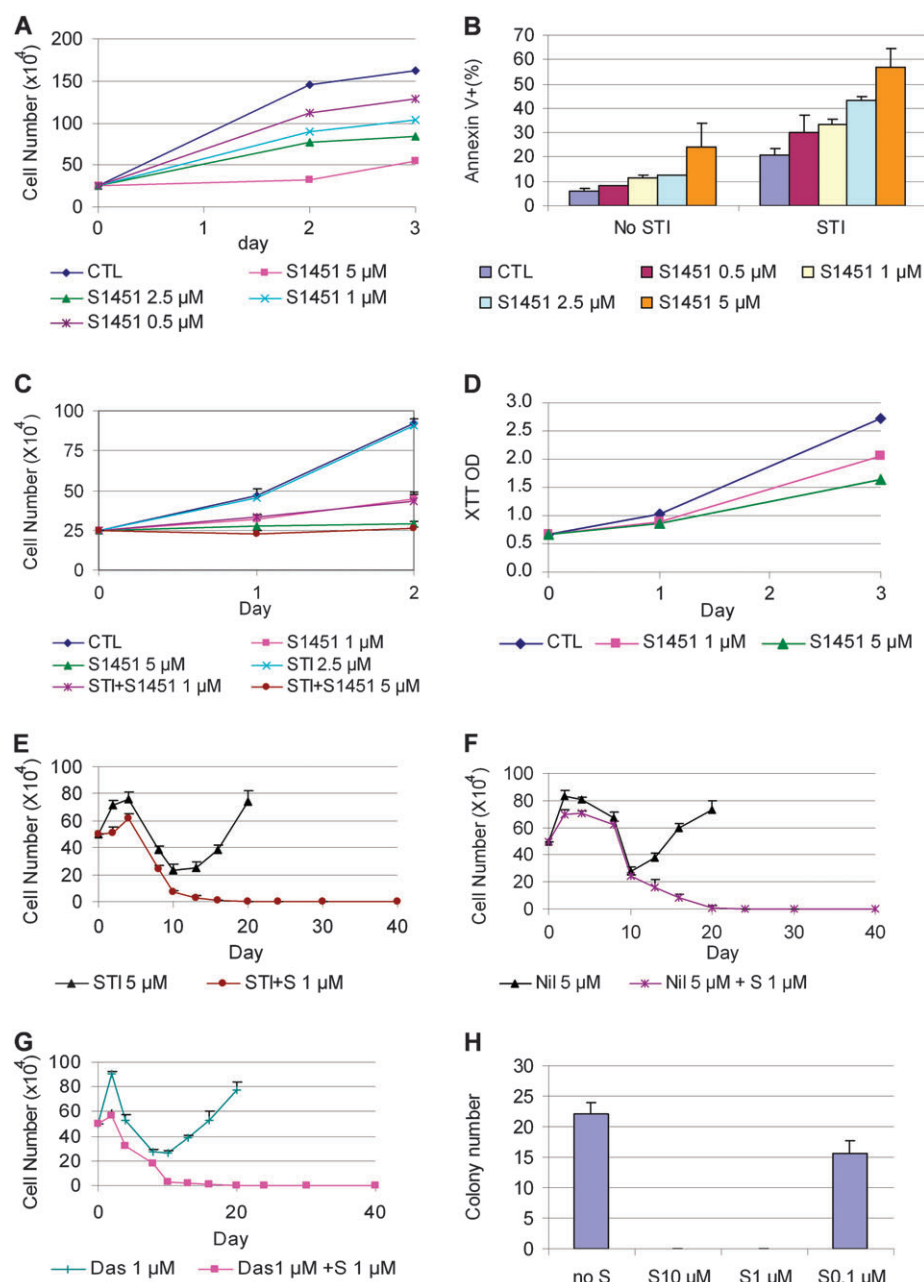 A
Cell Number (x10⁴)
200
150
100
50
0
0 1 2 3
day
CTL S1451 5 µM
S1451 2.5 µM S1451 1 µM
S1451 0.5 µM
B
Annexin V+(%)
70
60
50
40
30
20
10
0
No STI STI
CTL S1451 0.5 µM S1451 1 µM
S1451 2.5 µM S1451 5 µM
C
Cell Number (X10⁴)
100
75
50
25
0
0 1 2
Day
CTL S1451 1 µM
S1451 5 µM STI 2.5 µM
STI+S1451 1 µM STI+S1451 5 µM
D
XTT OD
3.0
2.5
2.0
1.5
1.0
0.5
0.0
0 1 2 3
Day
CTL S1451 1 µM S1451 5 µM
E
Cell Number (X10⁴)
100
80
60
40
20
0
0 10 20 30 40
Day
STI 5 µM STI+S 1 µM
F
Cell Number (X10⁴)
100
80
60
40
20
0
0 10 20 30 40
Day
Nil 5 µM Nil 5 µM + S 1 µM
G
Cell Number (x10⁴)
100
80
60
40
20
0
0 20 40
Day
Das 1 µM Das1 µM +S 1 µM
H
Colony number
30
25
20
15
10
5
0
no S S10 µM S1 µM S0.1 µM